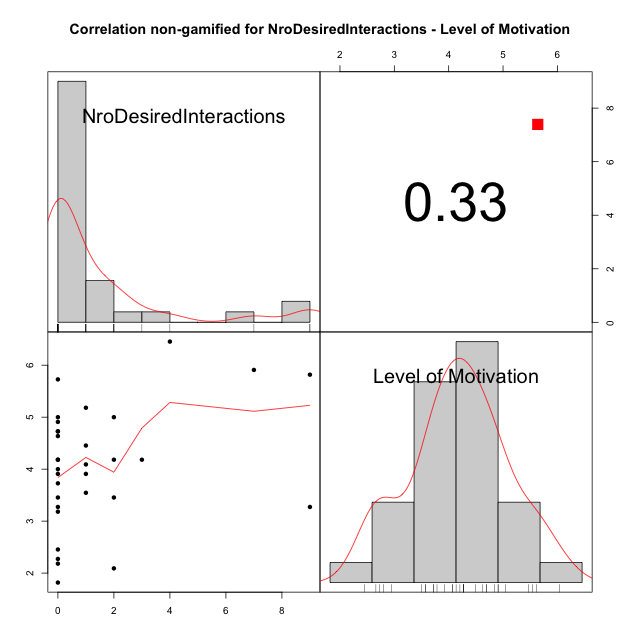 Correlation non-gamified for NroDesiredInteractions - Level of Motivation
2 3 4 5 6
NroDesiredInteractions
0.33
8
6
4
2
0
6
5
4
3
2
Level of Motivation
0 2 4 6 8